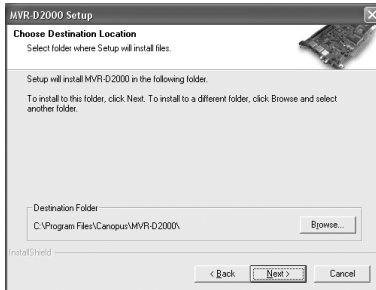 MVR-D2000 Setup
Choose Destination Location
Select folder where Setup will install files.
Setup will install MVR-D2000 in the following folder.
To install to this folder, click Next. To install to a different folder, click Browse and select
another folder.
Destination Folder
C:\Program Files\Canopus\MVR-D2000\
Browse...
InstallShield
< Back
Next >
Cancel